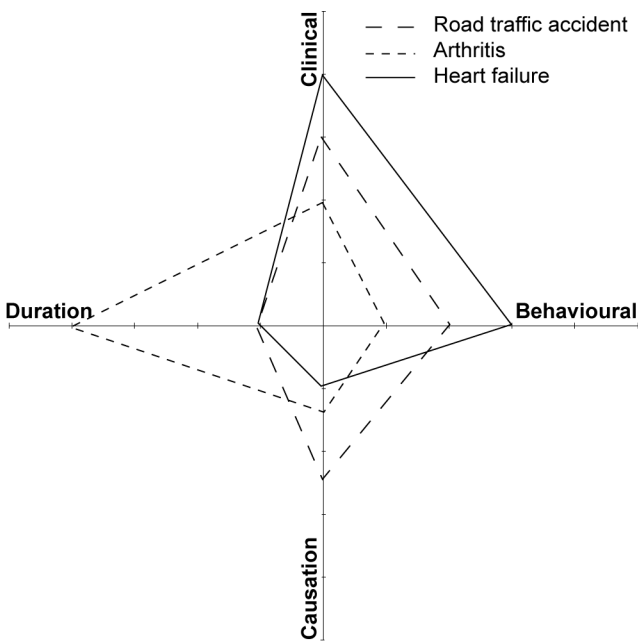 Clinical
Road traffic accident
Arthritis
Heart failure
Duration
Behavioural
Causation